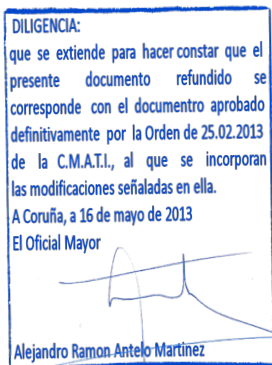 DILIGENCIA:
que se extiende para hacer constar que el
presente documento refundido se
corresponde con el documentro aprobado
definitivamente por la Orden de 25.02.2013
de la C.M.A.T.I., al que se incorporan
las modificaciones señaladas en ella.
A Coruña, a 16 de mayo de 2013
El Oficial Mayor
Alejandro Ramon Antelo Martinez